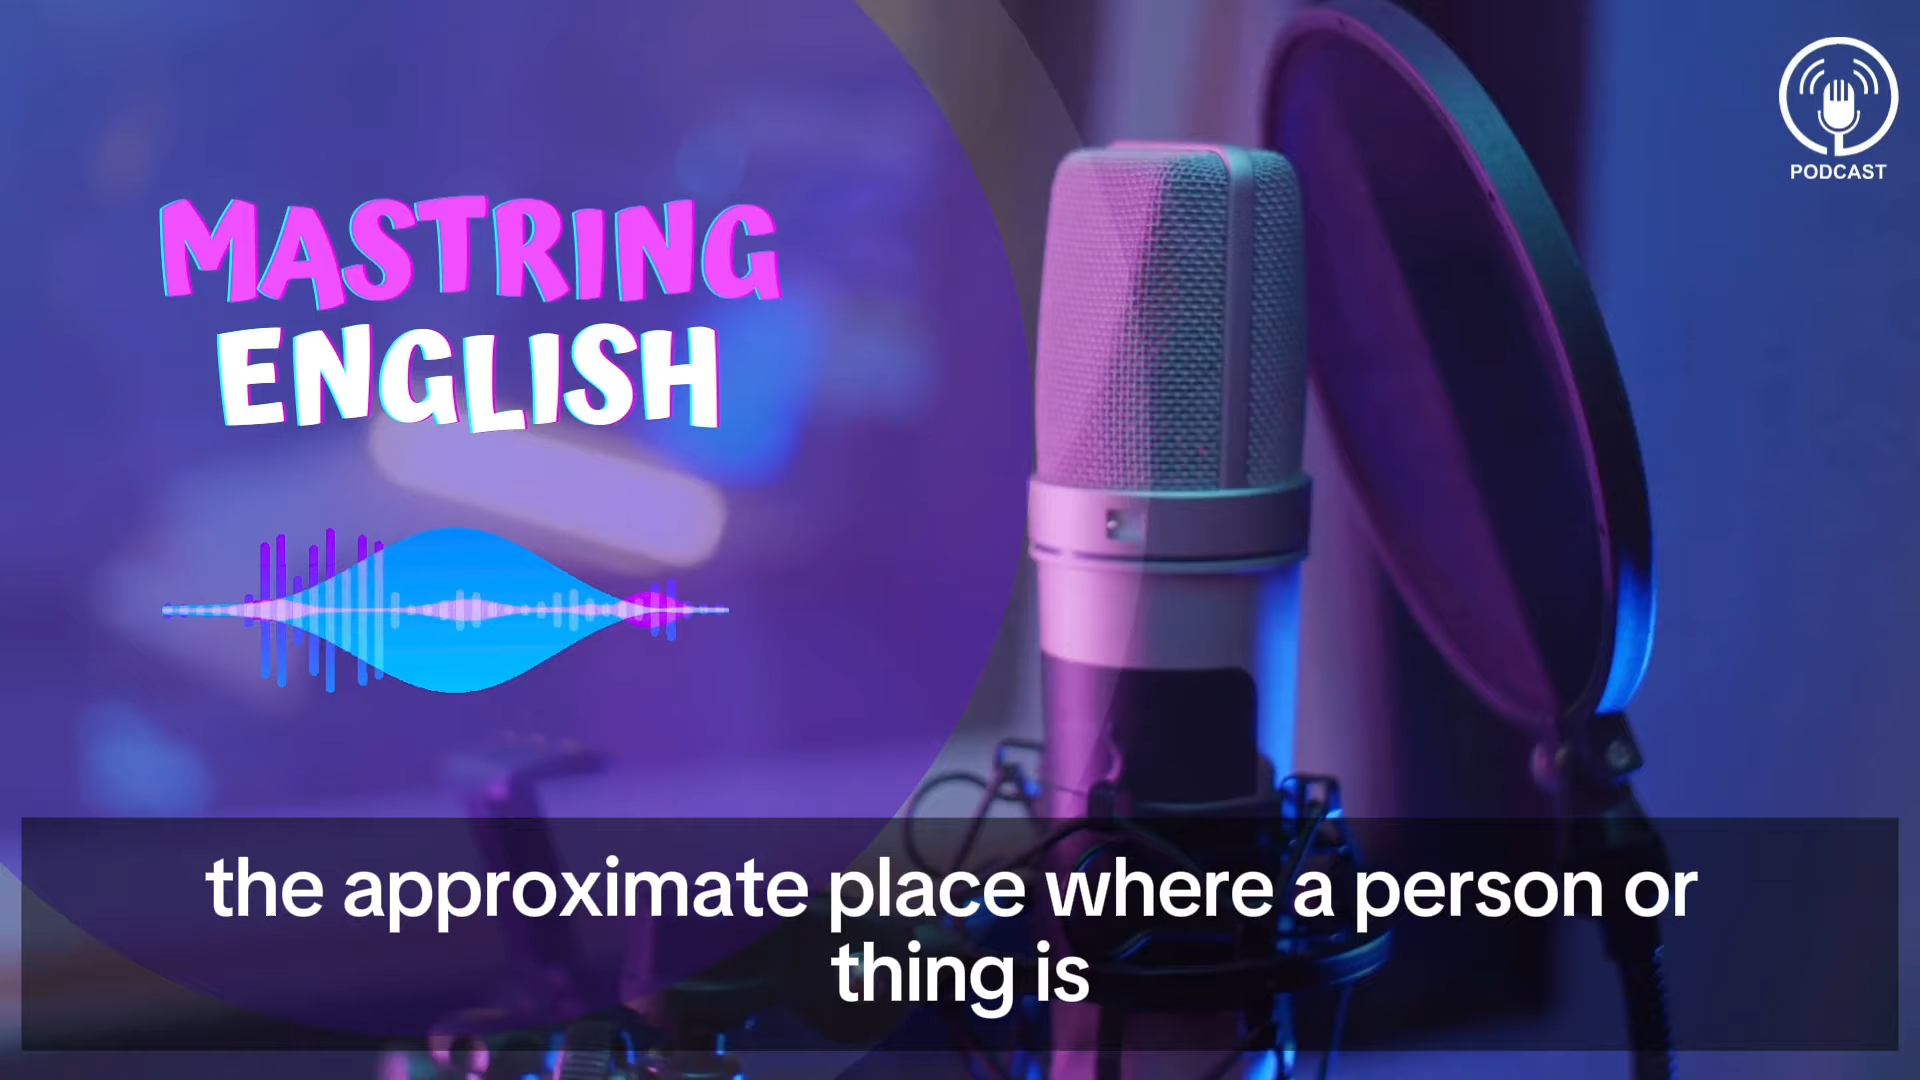 PODCAST
MASTRING
ENGLISH
the approximate place where a person or
thing is